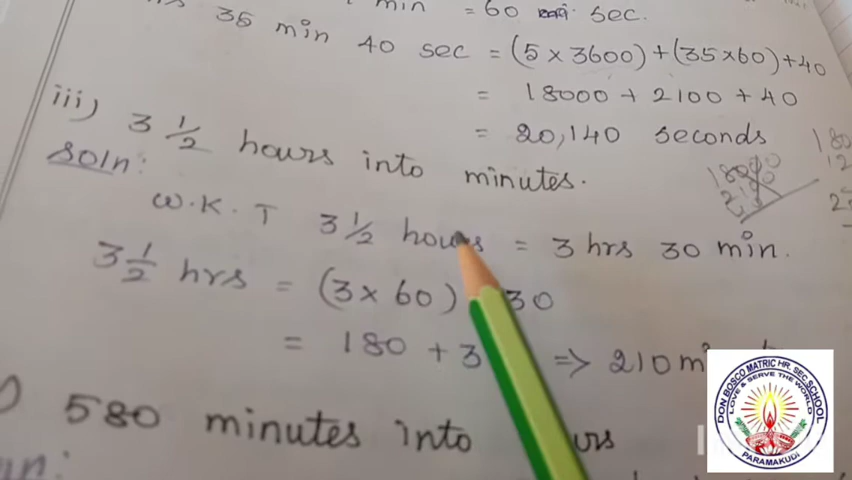 min = 60 sec.
35 min 40 sec = (5 x 3600) + (35 x 60) + 40
= 18000 + 2100 + 40
= 20,140 seconds
iii) 3 1/2 hours into minutes.
Soln:
W.K.T 3 1/2 hours = 3 hrs 30 min.
3 1/2 hrs = (3 x 60) 30
= 180 + 3 => 210 m
580 minutes into
DON BOSCO MATRIC HR. SEC SCHOOL
LOVE & SERVE THE WORLD
PARAMAKUDI